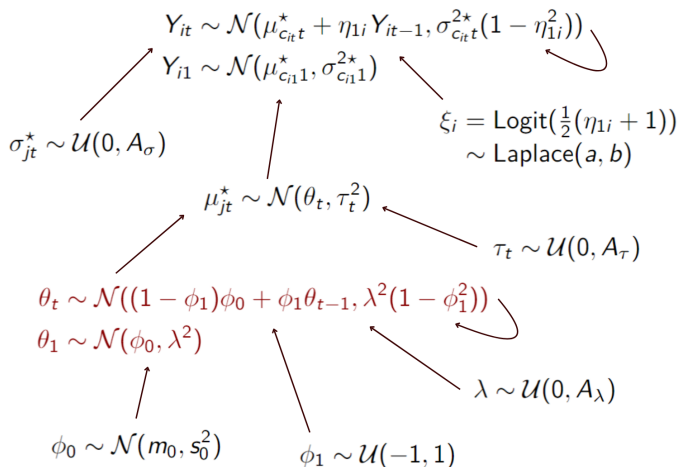 Y_{it} ∼ 𝒩(μ^⋆_{c_{it}t} + η_{1i}Y_{it−1}, σ^{2⋆}_{c_{it}t}(1 − η^2_{1i}))
Y_{i1} ∼ 𝒩(μ^⋆_{c_{i1}1}, σ^{2⋆}_{c_{i1}1})
ξ_i = Logit(½(η_{1i} + 1))
∼ Laplace(a, b)
σ^⋆_{jt} ∼ 𝒰(0, A_σ)
μ^⋆_{jt} ∼ 𝒩(θ_t, τ^2_t)
τ_t ∼ 𝒰(0, A_τ)
θ_t ∼ 𝒩((1 − ϕ_1)ϕ_0 + ϕ_1θ_{t−1}, λ^2(1 − ϕ^2_1))
θ_1 ∼ 𝒩(ϕ_0, λ^2)
λ ∼ 𝒰(0, A_λ)
ϕ_0 ∼ 𝒩(m_0, s^2_0)
ϕ_1 ∼ 𝒰(−1, 1)